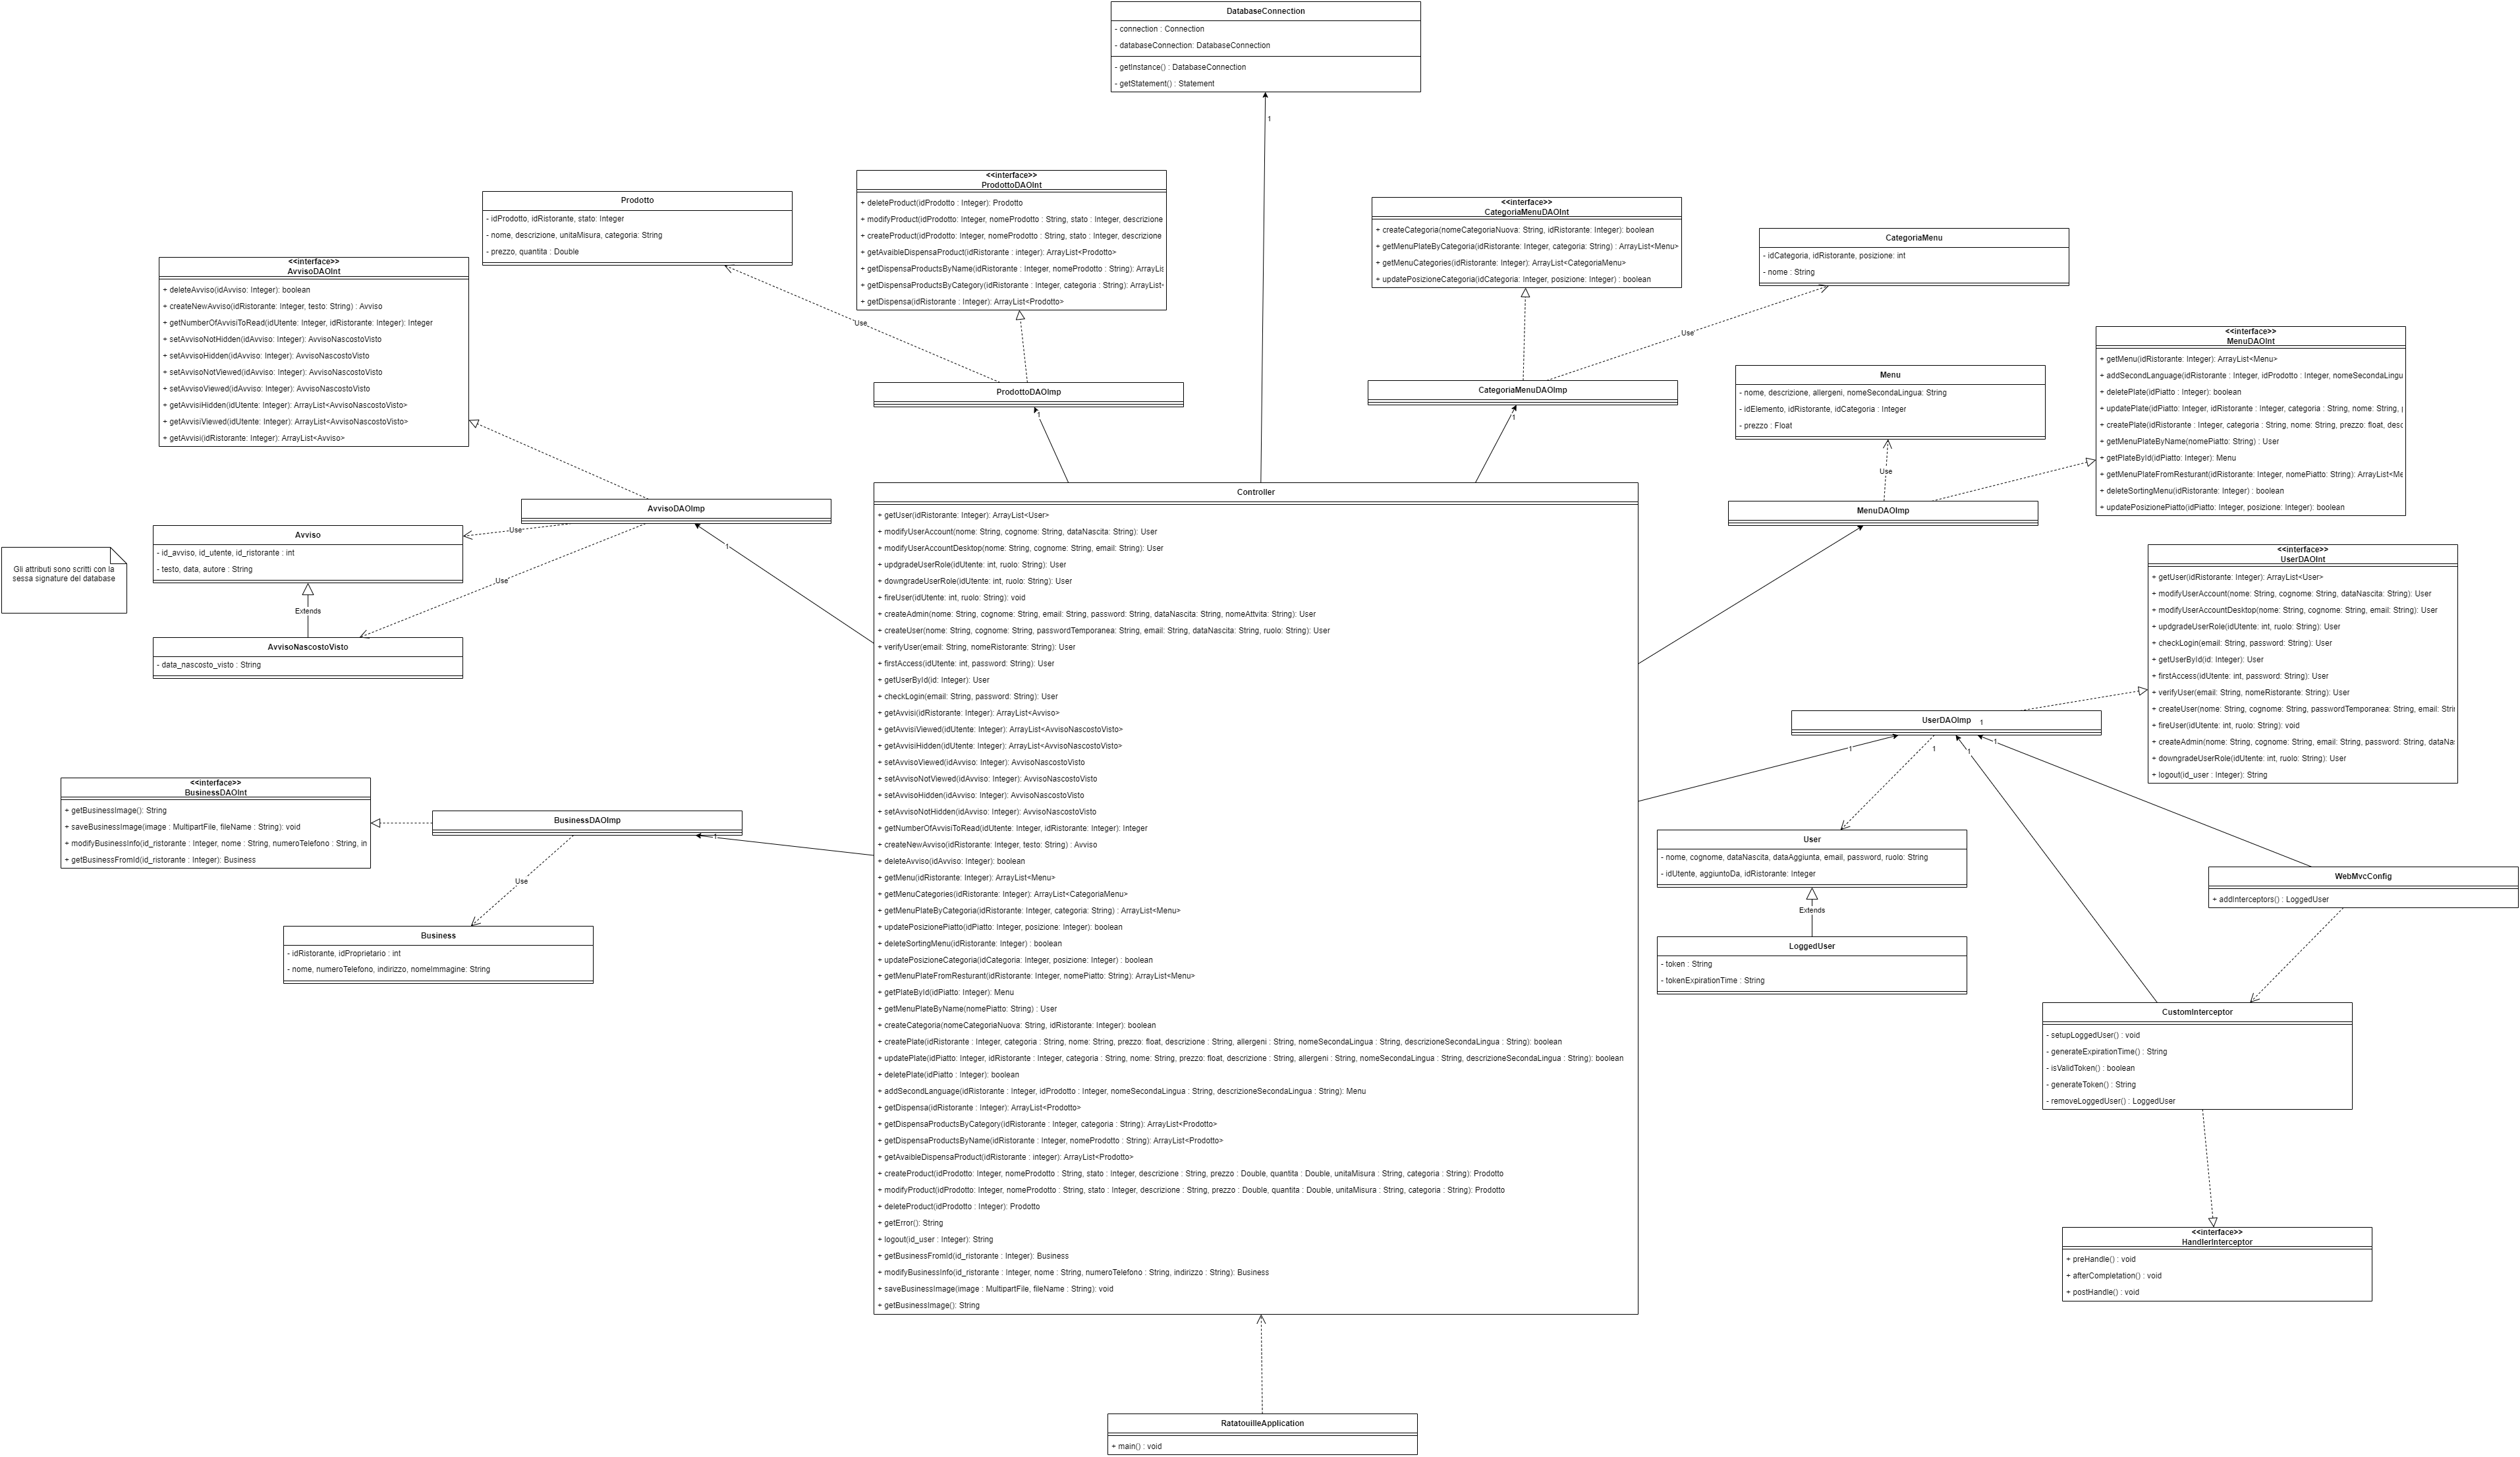 DatabaseConnection
- connection : Connection
- databaseConnection: DatabaseConnection
- getInstance() : DatabaseConnection
- getStatement() : Statement
1
<<interface>>
ProdottoDAOInt
+ deleteProduct(idProdotto : Integer): Prodotto
+ modifyProduct(idProdotto: Integer, nomeProdotto : String, stato : Integer, descrizione
+ createProduct(idProdotto: Integer, nomeProdotto : String, stato : Integer, descrizione
+ getAvaibleDispensaProduct(idRistorante : integer): ArrayList<Prodotto>
+ getDispensaProductsByName(idRistorante : Integer, nomeProdotto : String): ArrayLis
+ getDispensaProductsByCategory(idRistorante : Integer, categoria : String): ArrayList<
+ getDispensa(idRistorante : Integer): ArrayList<Prodotto>
Prodotto
- idProdotto, idRistorante, stato: Integer
- nome, descrizione, unitaMisura, categoria: String
- prezzo, quantita : Double
<<interface>>
CategoriaMenuDAOInt
+ createCategoria(nomeCategoriaNuova: String, idRistorante: Integer): boolean
+ getMenuPlateByCategoria(idRistorante: Integer, categoria: String) : ArrayList<Menu>
+ getMenuCategories(idRistorante: Integer): ArrayList<CategoriaMenu>
+ updatePosizioneCategoria(idCategoria: Integer, posizione: Integer) : boolean
CategoriaMenu
- idCategoria, idRistorante, posizione: int
- nome : String
<<interface>>
AvvisoDAOInt
+ deleteAvviso(idAvviso: Integer): boolean
+ createNewAvviso(idRistorante: Integer, testo: String) : Avviso
+ getNumberOfAvvisiToRead(idUtente: Integer, idRistorante: Integer): Integer
+ setAvvisoNotHidden(idAvviso: Integer): AvvisoNascostoVisto
+ setAvvisoHidden(idAvviso: Integer): AvvisoNascostoVisto
+ setAvvisoNotViewed(idAvviso: Integer): AvvisoNascostoVisto
+ setAvvisoViewed(idAvviso: Integer): AvvisoNascostoVisto
+ getAvvisiHidden(idUtente: Integer): ArrayList<AvvisoNascostoVisto>
+ getAvvisiViewed(idUtente: Integer): ArrayList<AvvisoNascostoVisto>
+ getAvvisi(idRistorante: Integer): ArrayList<Avviso>
Use
Use
<<interface>>
MenuDAOInt
+ getMenu(idRistorante: Integer): ArrayList<Menu>
+ addSecondLanguage(idRistorante : Integer, idProdotto : Integer, nomeSecondaLingu
+ deletePlate(idPiatto : Integer): boolean
+ updatePlate(idPiatto: Integer, idRistorante : Integer, categoria : String, nome: String, p
+ createPlate(idRistorante : Integer, categoria : String, nome: String, prezzo: float, desc
+ getMenuPlateByName(nomePiatto: String) : User
+ getPlateById(idPiatto: Integer): Menu
+ getMenuPlateFromResturant(idRistorante: Integer, nomePiatto: String): ArrayList<Me
+ deleteSortingMenu(idRistorante: Integer) : boolean
+ updatePosizionePiatto(idPiatto: Integer, posizione: Integer): boolean
Menu
- nome, descrizione, allergeni, nomeSecondaLingua: String
- idElemento, idRistorante, idCategoria : Integer
- prezzo : Float
ProdottoDAOImp
CategoriaMenuDAOImp
1
1
Use
AvvisoDAOImp
MenuDAOImp
Avviso
- id_avviso, id_utente, id_ristorante : int
- testo, data, autore : String
Use
1
Use
Gli attributi sono scritti con la
sessa signature del database
Extends
AvvisoNascostoVisto
- data_nascosto_visto : String
Controller
+ getUser(idRistorante: Integer): ArrayList<User>
+ modifyUserAccount(nome: String, cognome: String, dataNascita: String): User
+ modifyUserAccountDesktop(nome: String, cognome: String, email: String): User
+ updgradeUserRole(idUtente: int, ruolo: String): User
+ downgradeUserRole(idUtente: int, ruolo: String): User
+ fireUser(idUtente: int, ruolo: String): void
+ createAdmin(nome: String, cognome: String, email: String, password: String, dataNascita: String, nomeAttvita: String): User
+ createUser(nome: String, cognome: String, passwordTemporanea: String, email: String, dataNascita: String, ruolo: String): User
+ verifyUser(email: String, nomeRistorante: String): User
+ firstAccess(idUtente: int, password: String): User
+ getUserById(id: Integer): User
+ checkLogin(email: String, password: String): User
+ getAvvisi(idRistorante: Integer): ArrayList<Avviso>
+ getAvvisiViewed(idUtente: Integer): ArrayList<AvvisoNascostoVisto>
+ getAvvisiHidden(idUtente: Integer): ArrayList<AvvisoNascostoVisto>
+ setAvvisoViewed(idAvviso: Integer): AvvisoNascostoVisto
+ setAvvisoNotViewed(idAvviso: Integer): AvvisoNascostoVisto
+ setAvvisoHidden(idAvviso: Integer): AvvisoNascostoVisto
+ setAvvisoNotHidden(idAvviso: Integer): AvvisoNascostoVisto
+ getNumberOfAvvisiToRead(idUtente: Integer, idRistorante: Integer): Integer
+ createNewAvviso(idRistorante: Integer, testo: String) : Avviso
+ deleteAvviso(idAvviso: Integer): boolean
+ getMenu(idRistorante: Integer): ArrayList<Menu>
+ getMenuCategories(idRistorante: Integer): ArrayList<CategoriaMenu>
+ getMenuPlateByCategoria(idRistorante: Integer, categoria: String) : ArrayList<Menu>
+ updatePosizionePiatto(idPiatto: Integer, posizione: Integer): boolean
+ deleteSortingMenu(idRistorante: Integer) : boolean
+ updatePosizioneCategoria(idCategoria: Integer, posizione: Integer) : boolean
+ getMenuPlateFromResturant(idRistorante: Integer, nomePiatto: String): ArrayList<Menu>
+ getPlateById(idPiatto: Integer): Menu
+ getMenuPlateByName(nomePiatto: String) : User
+ createCategoria(nomeCategoriaNuova: String, idRistorante: Integer): boolean
+ createPlate(idRistorante : Integer, categoria : String, nome: String, prezzo: float, descrizione : String, allergeni : String, nomeSecondaLingua : String, descrizioneSecondaLingua : String): boolean
+ updatePlate(idPiatto: Integer, idRistorante : Integer, categoria : String, nome: String, prezzo: float, descrizione : String, allergeni : String, nomeSecondaLingua : String, descrizioneSecondaLingua : String): boolean
+ deletePlate(idPiatto : Integer): boolean
+ addSecondLanguage(idRistorante : Integer, idProdotto : Integer, nomeSecondaLingua : String, descrizioneSecondaLingua : String): Menu
+ getDispensa(idRistorante : Integer): ArrayList<Prodotto>
+ getDispensaProductsByCategory(idRistorante : Integer, categoria : String): ArrayList<Prodotto>
+ getDispensaProductsByName(idRistorante : Integer, nomeProdotto : String): ArrayList<Prodotto>
+ getAvaibleDispensaProduct(idRistorante : integer): ArrayList<Prodotto>
+ createProduct(idProdotto: Integer, nomeProdotto : String, stato : Integer, descrizione : String, prezzo : Double, quantita : Double, unitaMisura : String, categoria : String): Prodotto
+ modifyProduct(idProdotto: Integer, nomeProdotto : String, stato : Integer, descrizione : String, prezzo : Double, quantita : Double, unitaMisura : String, categoria : String): Prodotto
+ deleteProduct(idProdotto : Integer): Prodotto
+ getError(): String
+ logout(id_user : Integer): String
+ getBusinessFromId(id_ristorante : Integer): Business
+ modifyBusinessInfo(id_ristorante : Integer, nome : String, numeroTelefono : String, indirizzo : String): Business
+ saveBusinessImage(image : MultipartFile, fileName : String): void
+ getBusinessImage(): String
<<interface>>
UserDAOInt
+ getUser(idRistorante: Integer): ArrayList<User>
+ modifyUserAccount(nome: String, cognome: String, dataNascita: String): User
+ modifyUserAccountDesktop(nome: String, cognome: String, email: String): User
+ updgradeUserRole(idUtente: int, ruolo: String): User
+ checkLogin(email: String, password: String): User
+ getUserById(id: Integer): User
+ firstAccess(idUtente: int, password: String): User
+ verifyUser(email: String, nomeRistorante: String): User
+ createUser(nome: String, cognome: String, passwordTemporanea: String, email: Strin
+ fireUser(idUtente: int, ruolo: String): void
+ createAdmin(nome: String, cognome: String, email: String, password: String, dataNas
+ downgradeUserRole(idUtente: int, ruolo: String): User
+ logout(id_user : Integer): String
UserDAOImp
1
1
1
1
1
<<interface>>
BusinessDAOInt
+ getBusinessImage(): String
+ saveBusinessImage(image : MultipartFile, fileName : String): void
+ modifyBusinessInfo(id_ristorante : Integer, nome : String, numeroTelefono : String, in
+ getBusinessFromId(id_ristorante : Integer): Business
BusinessDAOImp
1
Use
Business
- idRistorante, idProprietario : int
- nome, numeroTelefono, indirizzo, nomeImmagine: String
User
- nome, cognome, dataNascita, dataAggiunta, email, password, ruolo: String
- idUtente, aggiuntoDa, idRistorante: Integer
Extends
LoggedUser
- token : String
- tokenExpirationTime : String
WebMvcConfig
+ addInterceptors() : LoggedUser
CustomInterceptor
- setupLoggedUser() : void
- generateExpirationTime() : String
- isValidToken() : boolean
- generateToken() : String
- removeLoggedUser() : LoggedUser
<<interface>>
HandlerInterceptor
+ preHandle() : void
+ afterCompletation() : void
+ postHandle() : void
RatatouilleApplication
+ main() : void